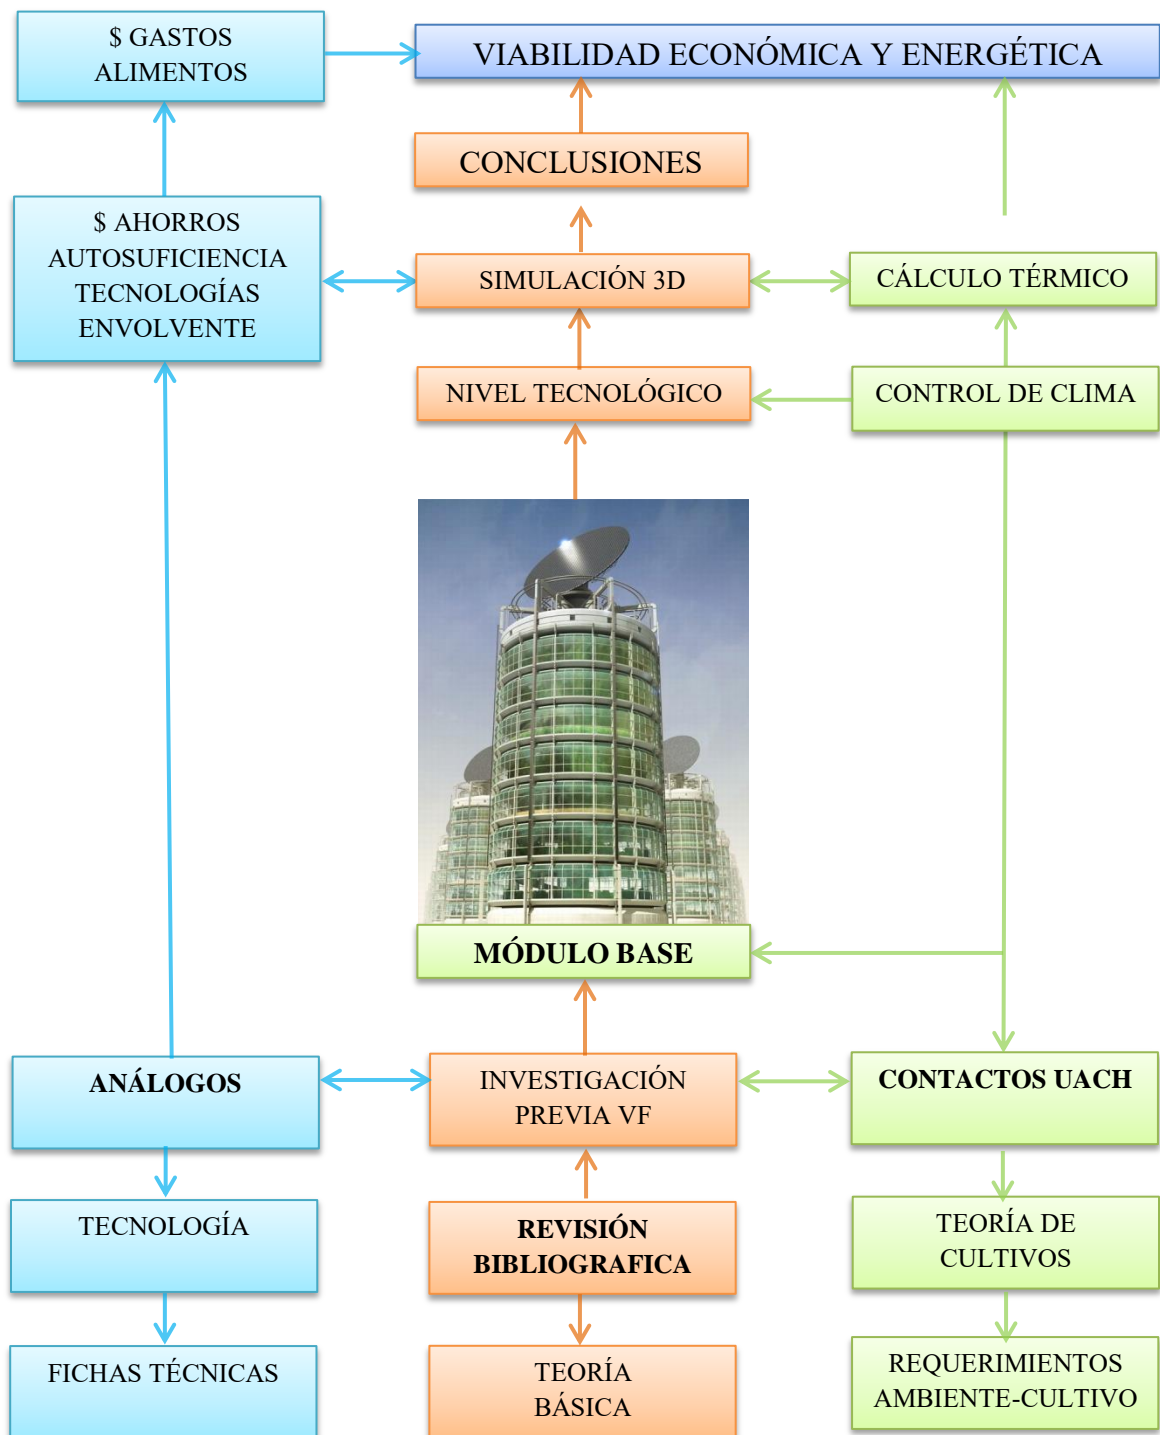 $ GASTOS
ALIMENTOS
VIABILIDAD ECONÓMICA Y ENERGÉTICA
CONCLUSIONES
$ AHORROS
AUTOSUFICIENCIA
TECNOLOGÍAS
ENVOLVENTE
SIMULACIÓN 3D
CÁLCULO TÉRMICO
NIVEL TECNOLÓGICO
CONTROL DE CLIMA
MÓDULO BASE
ANÁLOGOS
INVESTIGACIÓN
PREVIA VF
CONTACTOS UACH
TECNOLOGÍA
REVISIÓN
BIBLIOGRAFICA
TEORÍA DE
CULTIVOS
FICHAS TÉCNICAS
TEORÍA
BÁSICA
REQUERIMIENTOS
AMBIENTE-CULTIVO